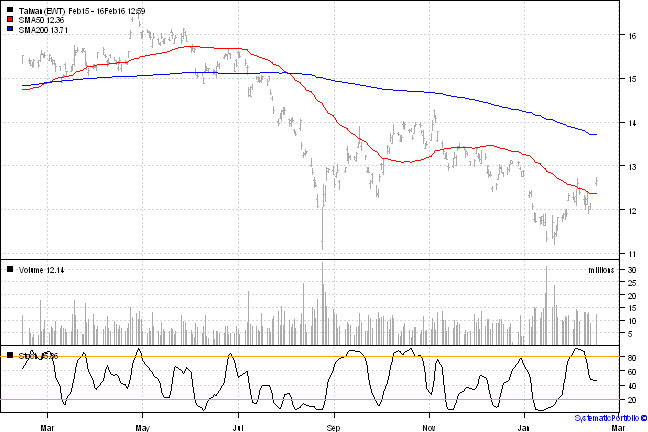 Taiwan (EWT) Feb15 - 16Feb16 12.59
SMA50 12.36
SMA200 13.71
16
15
14
13
12
11
Volume 12.14
millions
30
25
20
15
10
5
80
60
40
20
Mar
May
Jul
Sep
Nov
Jan
Mar
SystematicPortfolio ©